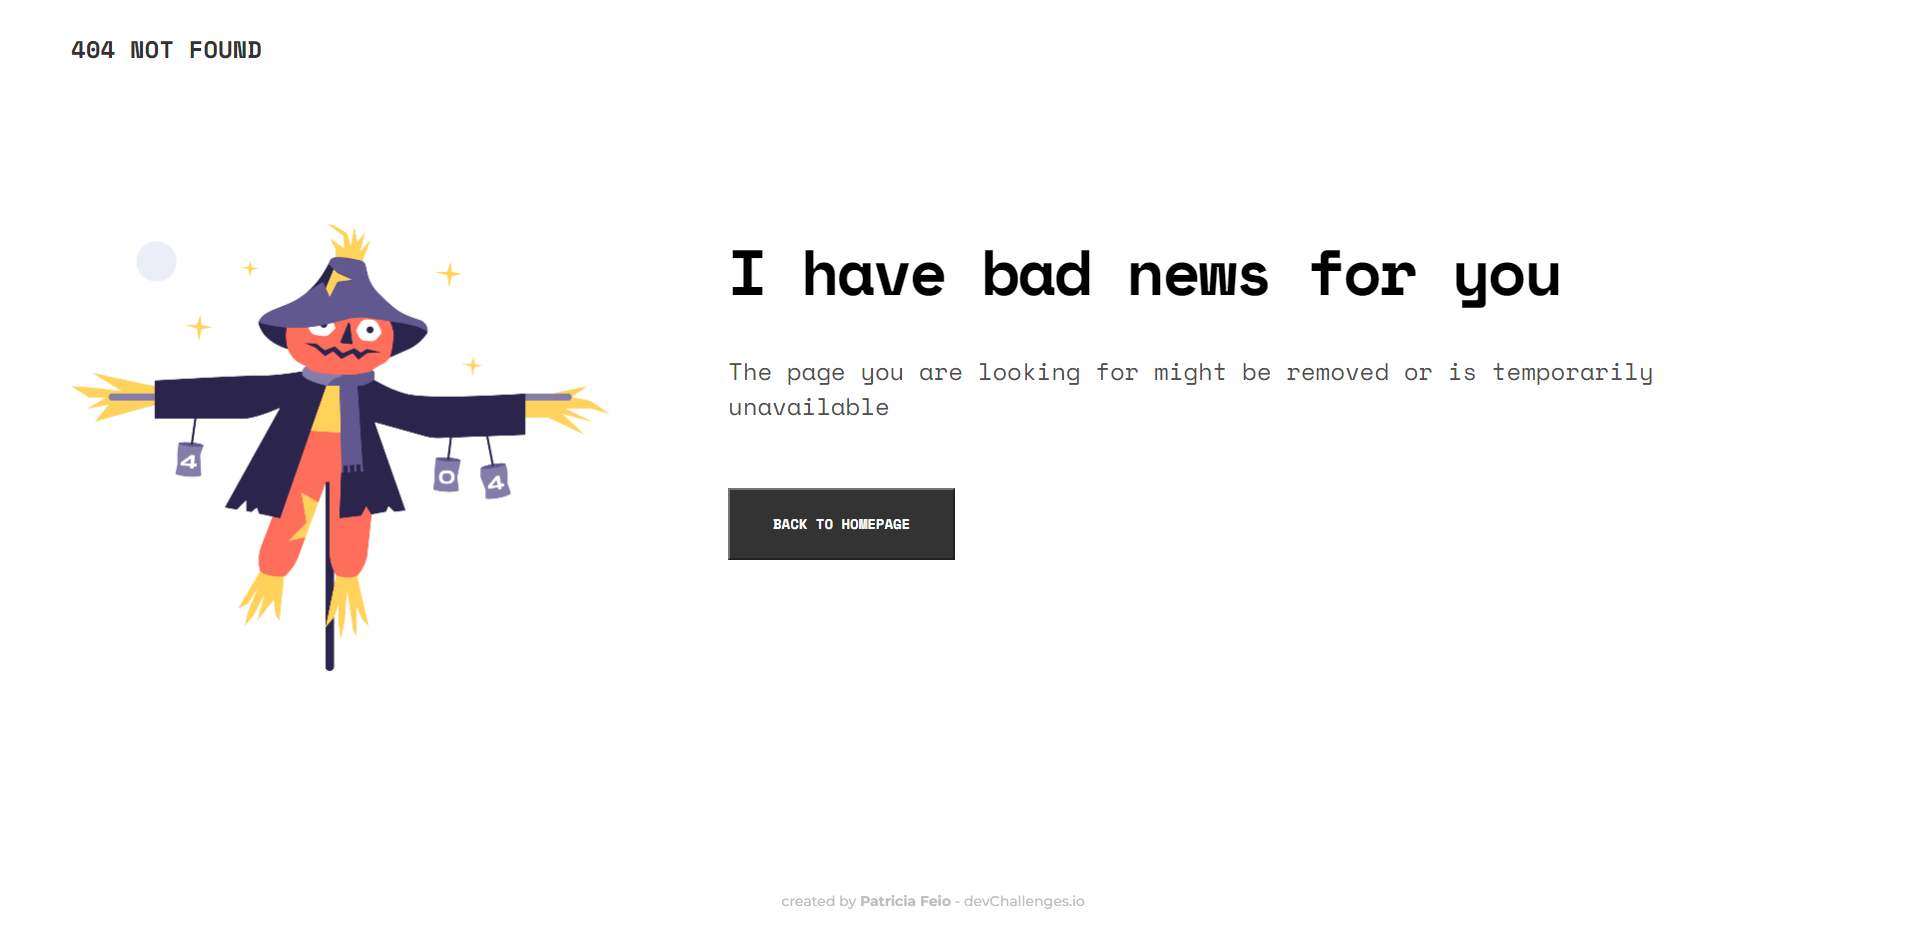 404 NOT FOUND
I have bad news for you
The page you are looking for might be removed or is temporarily
unavailable
4
0
4
BACK TO HOMEPAGE
created by Patricia Feio - devChallenges.io